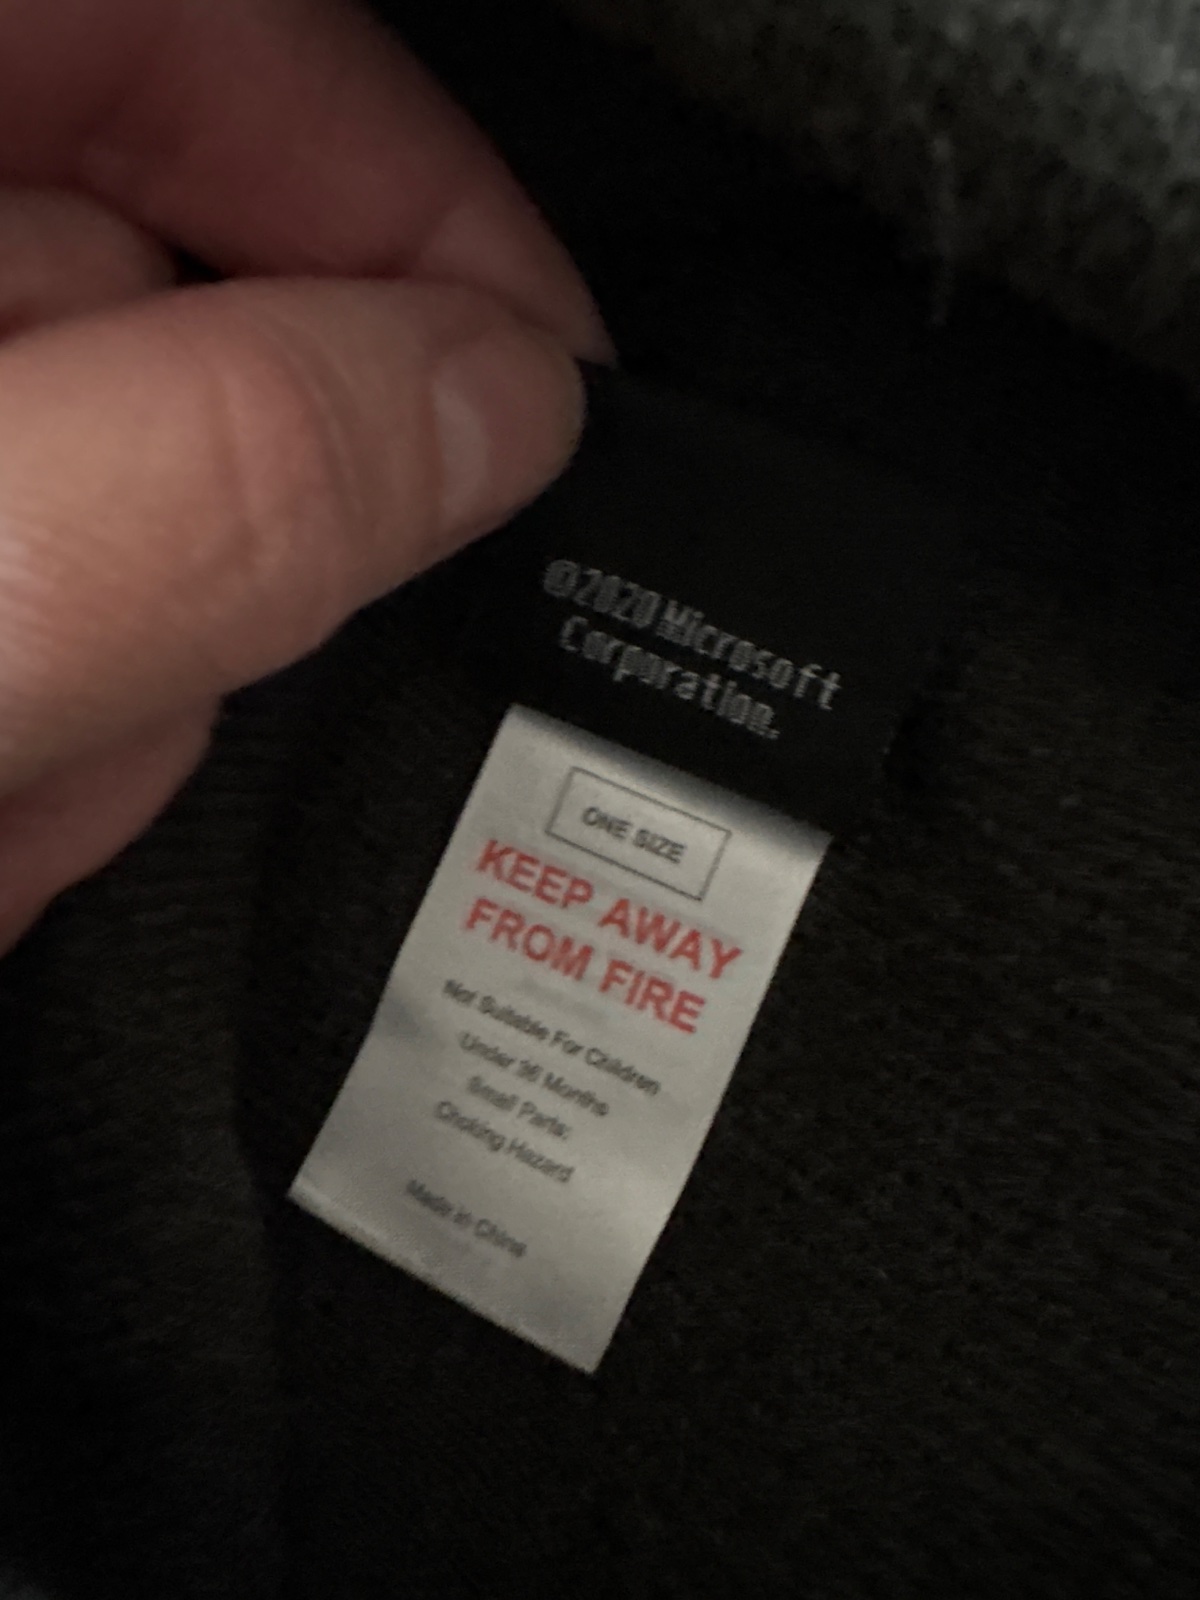 ©2020 Microsoft
Corporation.
ONE SIZE
KEEP AWAY
FROM FIRE
Not Suitable For Children
Under 36 Months
Small Parts:
Choking Hazard
Made in China